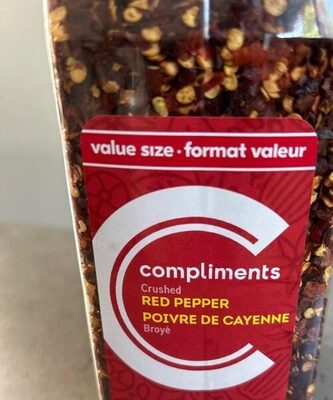 value size · format valeur
compliments
Crushed
RED PEPPER
POIVRE DE CAYENNE
Broyé